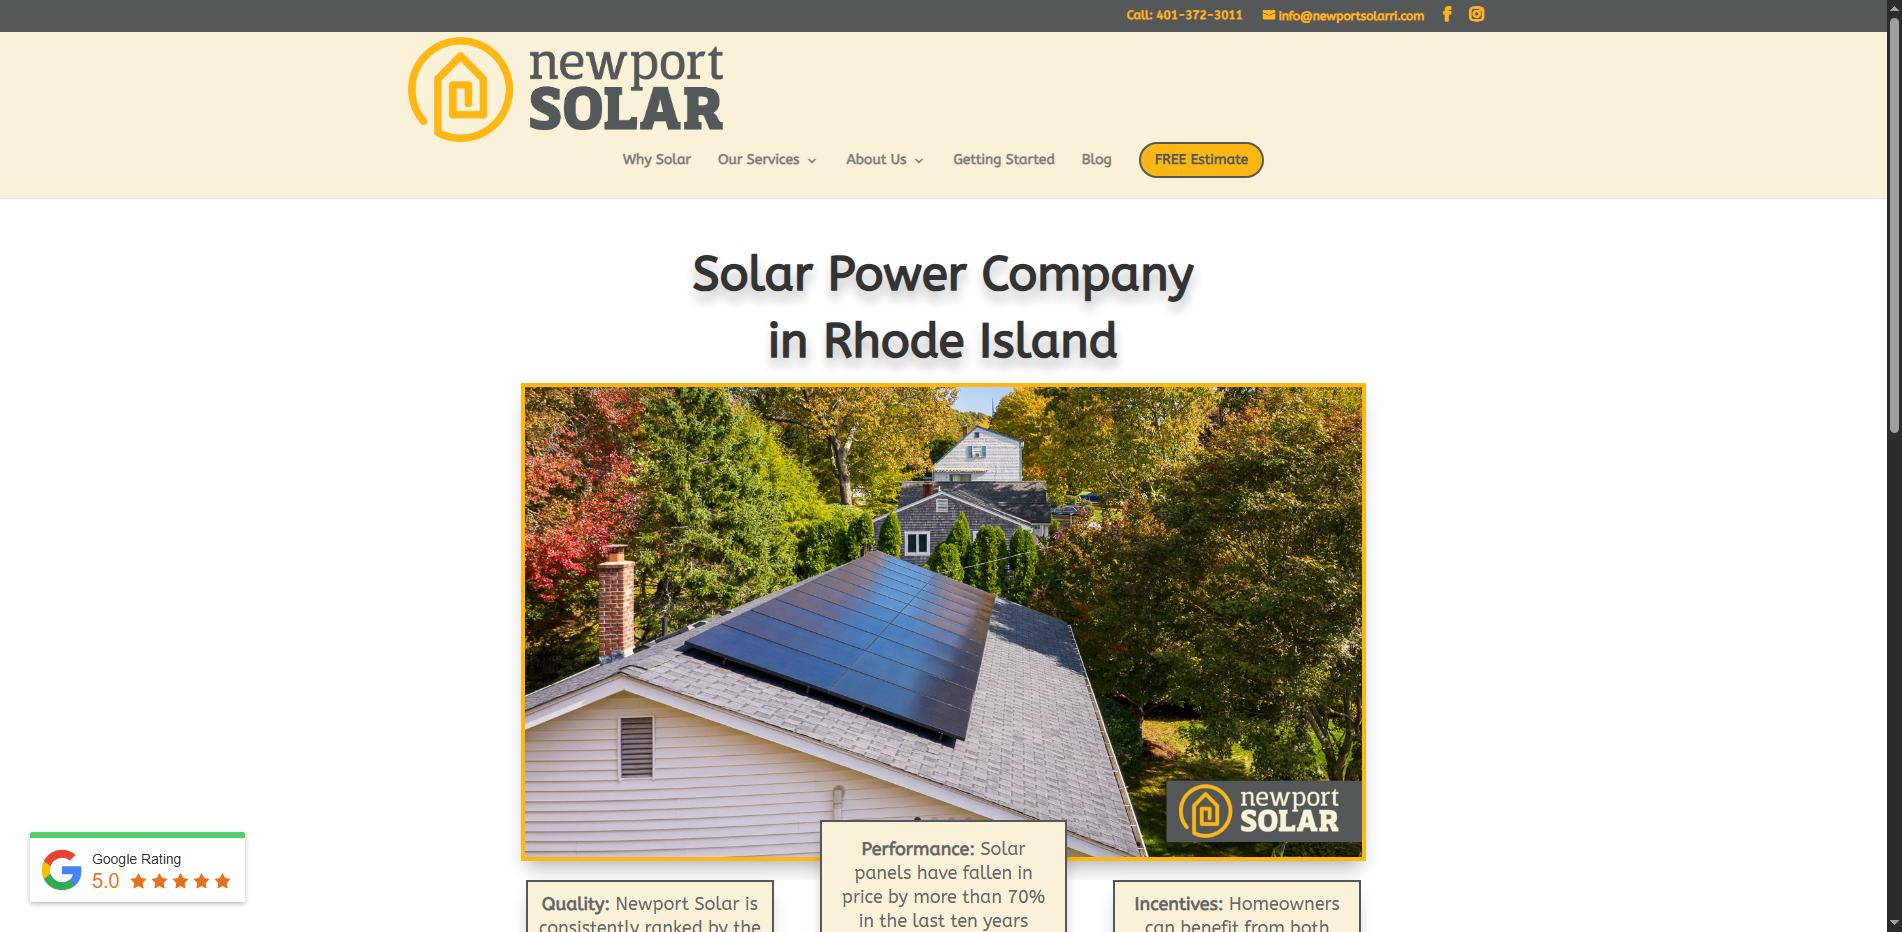 Call: 401-372-3011 info@newportsolarri.com
newport
SOLAR
Why Solar Our Services About Us Getting Started Blog FREE Estimate
Solar Power Company
in Rhode Island
newport
SOLAR
Google Rating
5.0
Quality: Newport Solar is
consistently ranked by the
Performance: Solar
panels have fallen in
price by more than 70%
in the last ten years
Incentives: Homeowners
can benefit from both